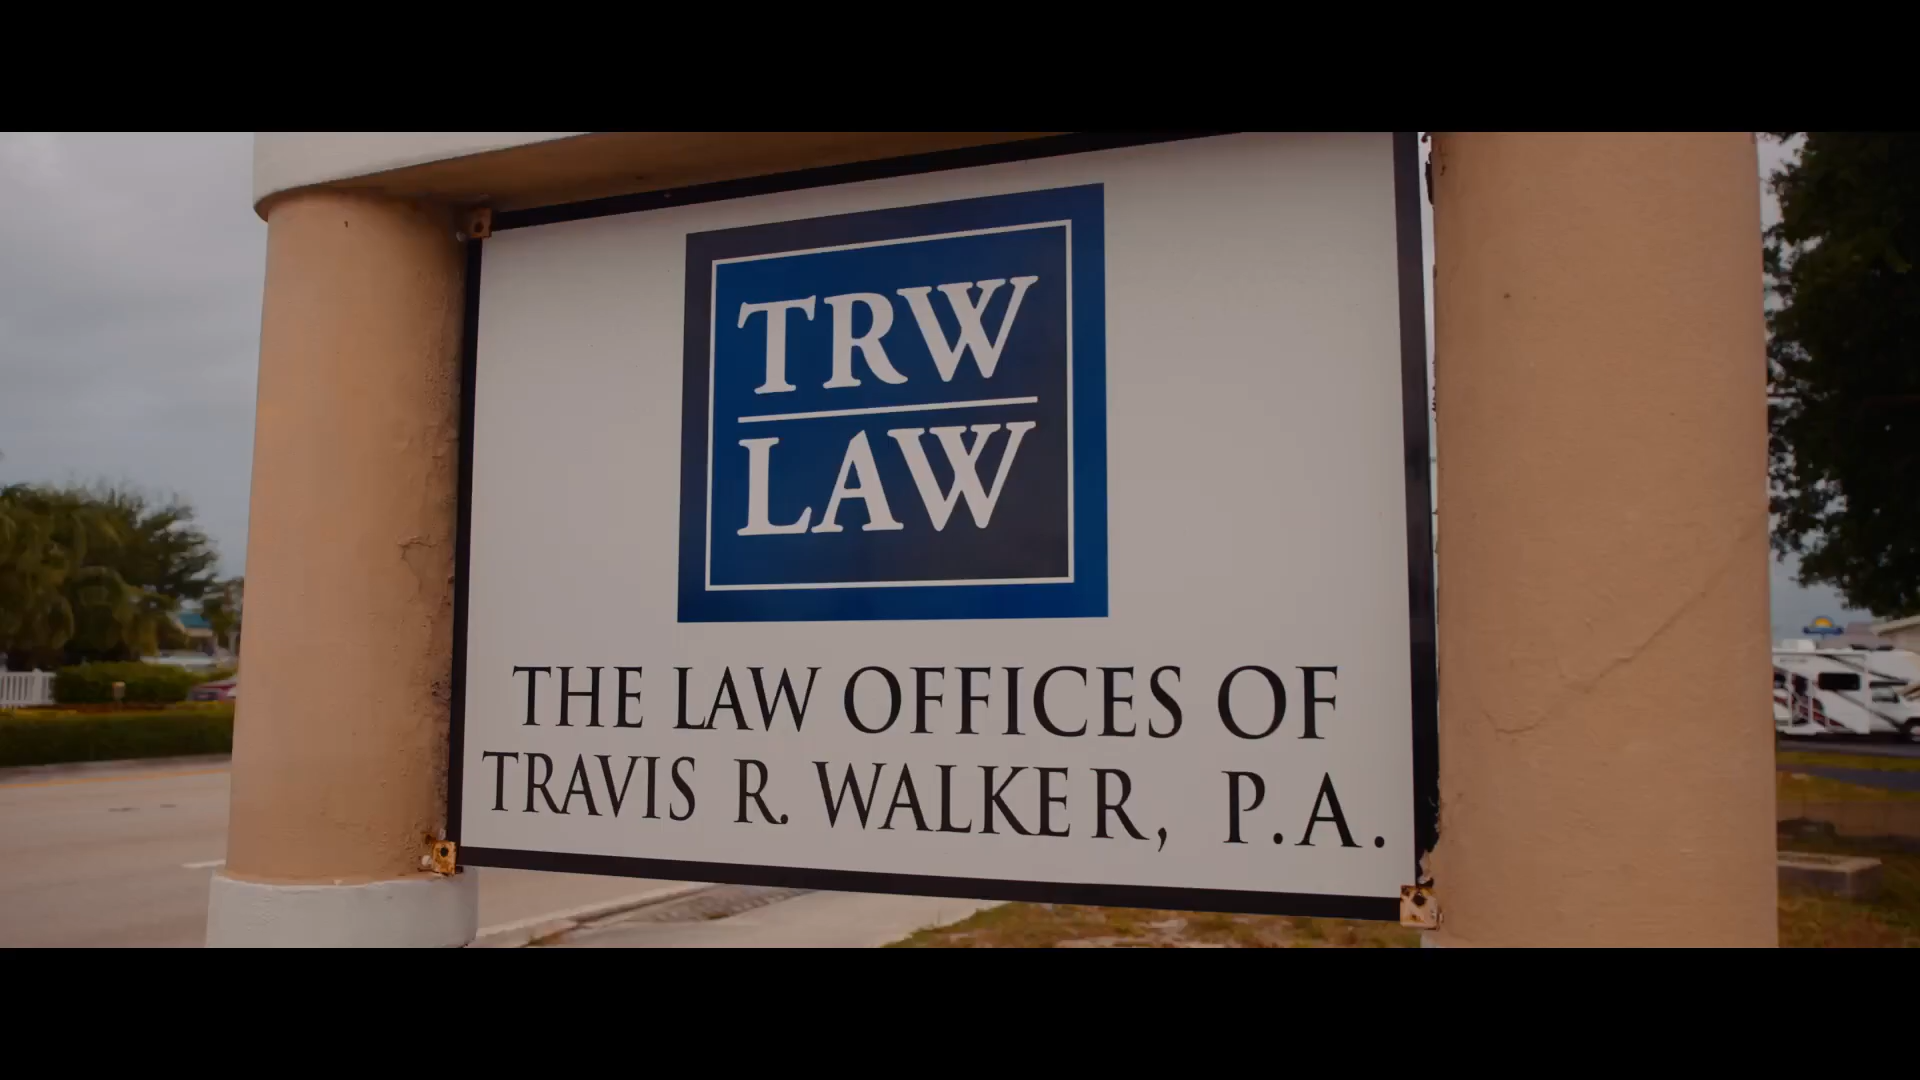 TRW
LAW
THE LAW OFFICES OF
TRAVIS R. WALKER, P.A.